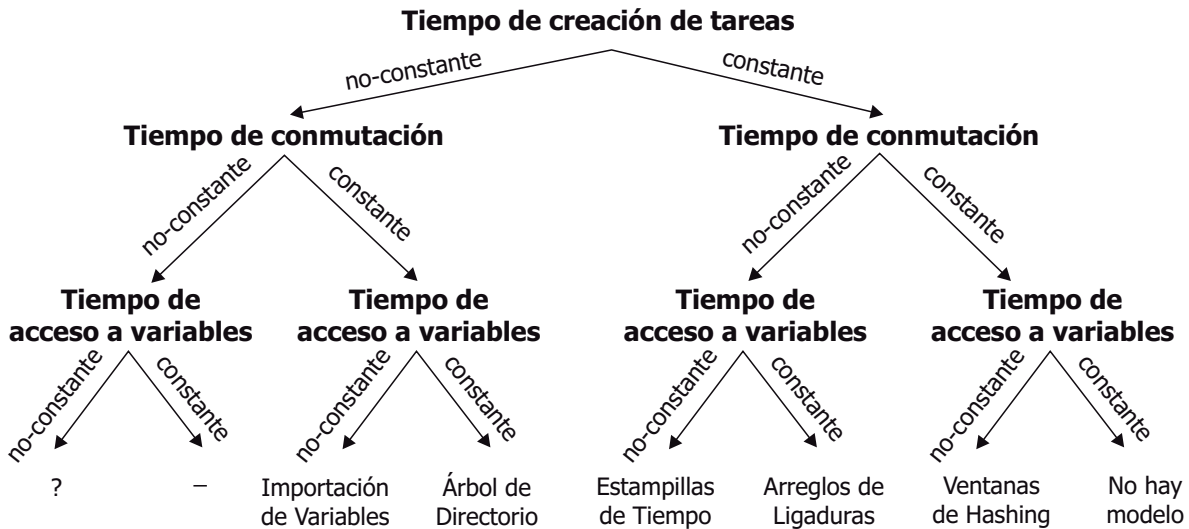 Tiempo de creación de tareas
no-constante
constante
Tiempo de conmutación
Tiempo de conmutación
no-constante
constante
no-constante
constante
Tiempo de
acceso a variables
Tiempo de
acceso a variables
Tiempo de
acceso a variables
Tiempo de
acceso a variables
no-constante
constante
no-constante
constante
no-constante
constante
no-constante
constante
?
–
Importación
de Variables
Árbol de
Directorio
Estampillas
de Tiempo
Arreglos de
Ligaduras
Ventanas
de Hashing
No hay
modelo